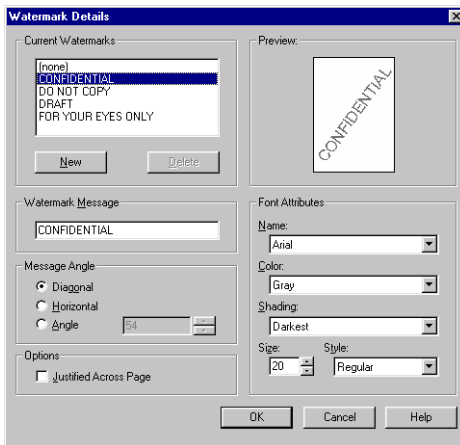 Watermark Details
Current Watermarks
(none)
CONFIDENTIAL
DO NOT COPY
DRAFT
FOR YOUR EYES ONLY
New
Delete
Watermark Message
CONFIDENTIAL
Message Angle
Diagonal
Horizontal
Angle
54
Options
Justified Across Page
Preview:
CONFIDENTIAL
Font Attributes
Name:
Arial
Color:
Gray
Shading:
Darkest
Size: Style:
20 Regular
OK Cancel Help